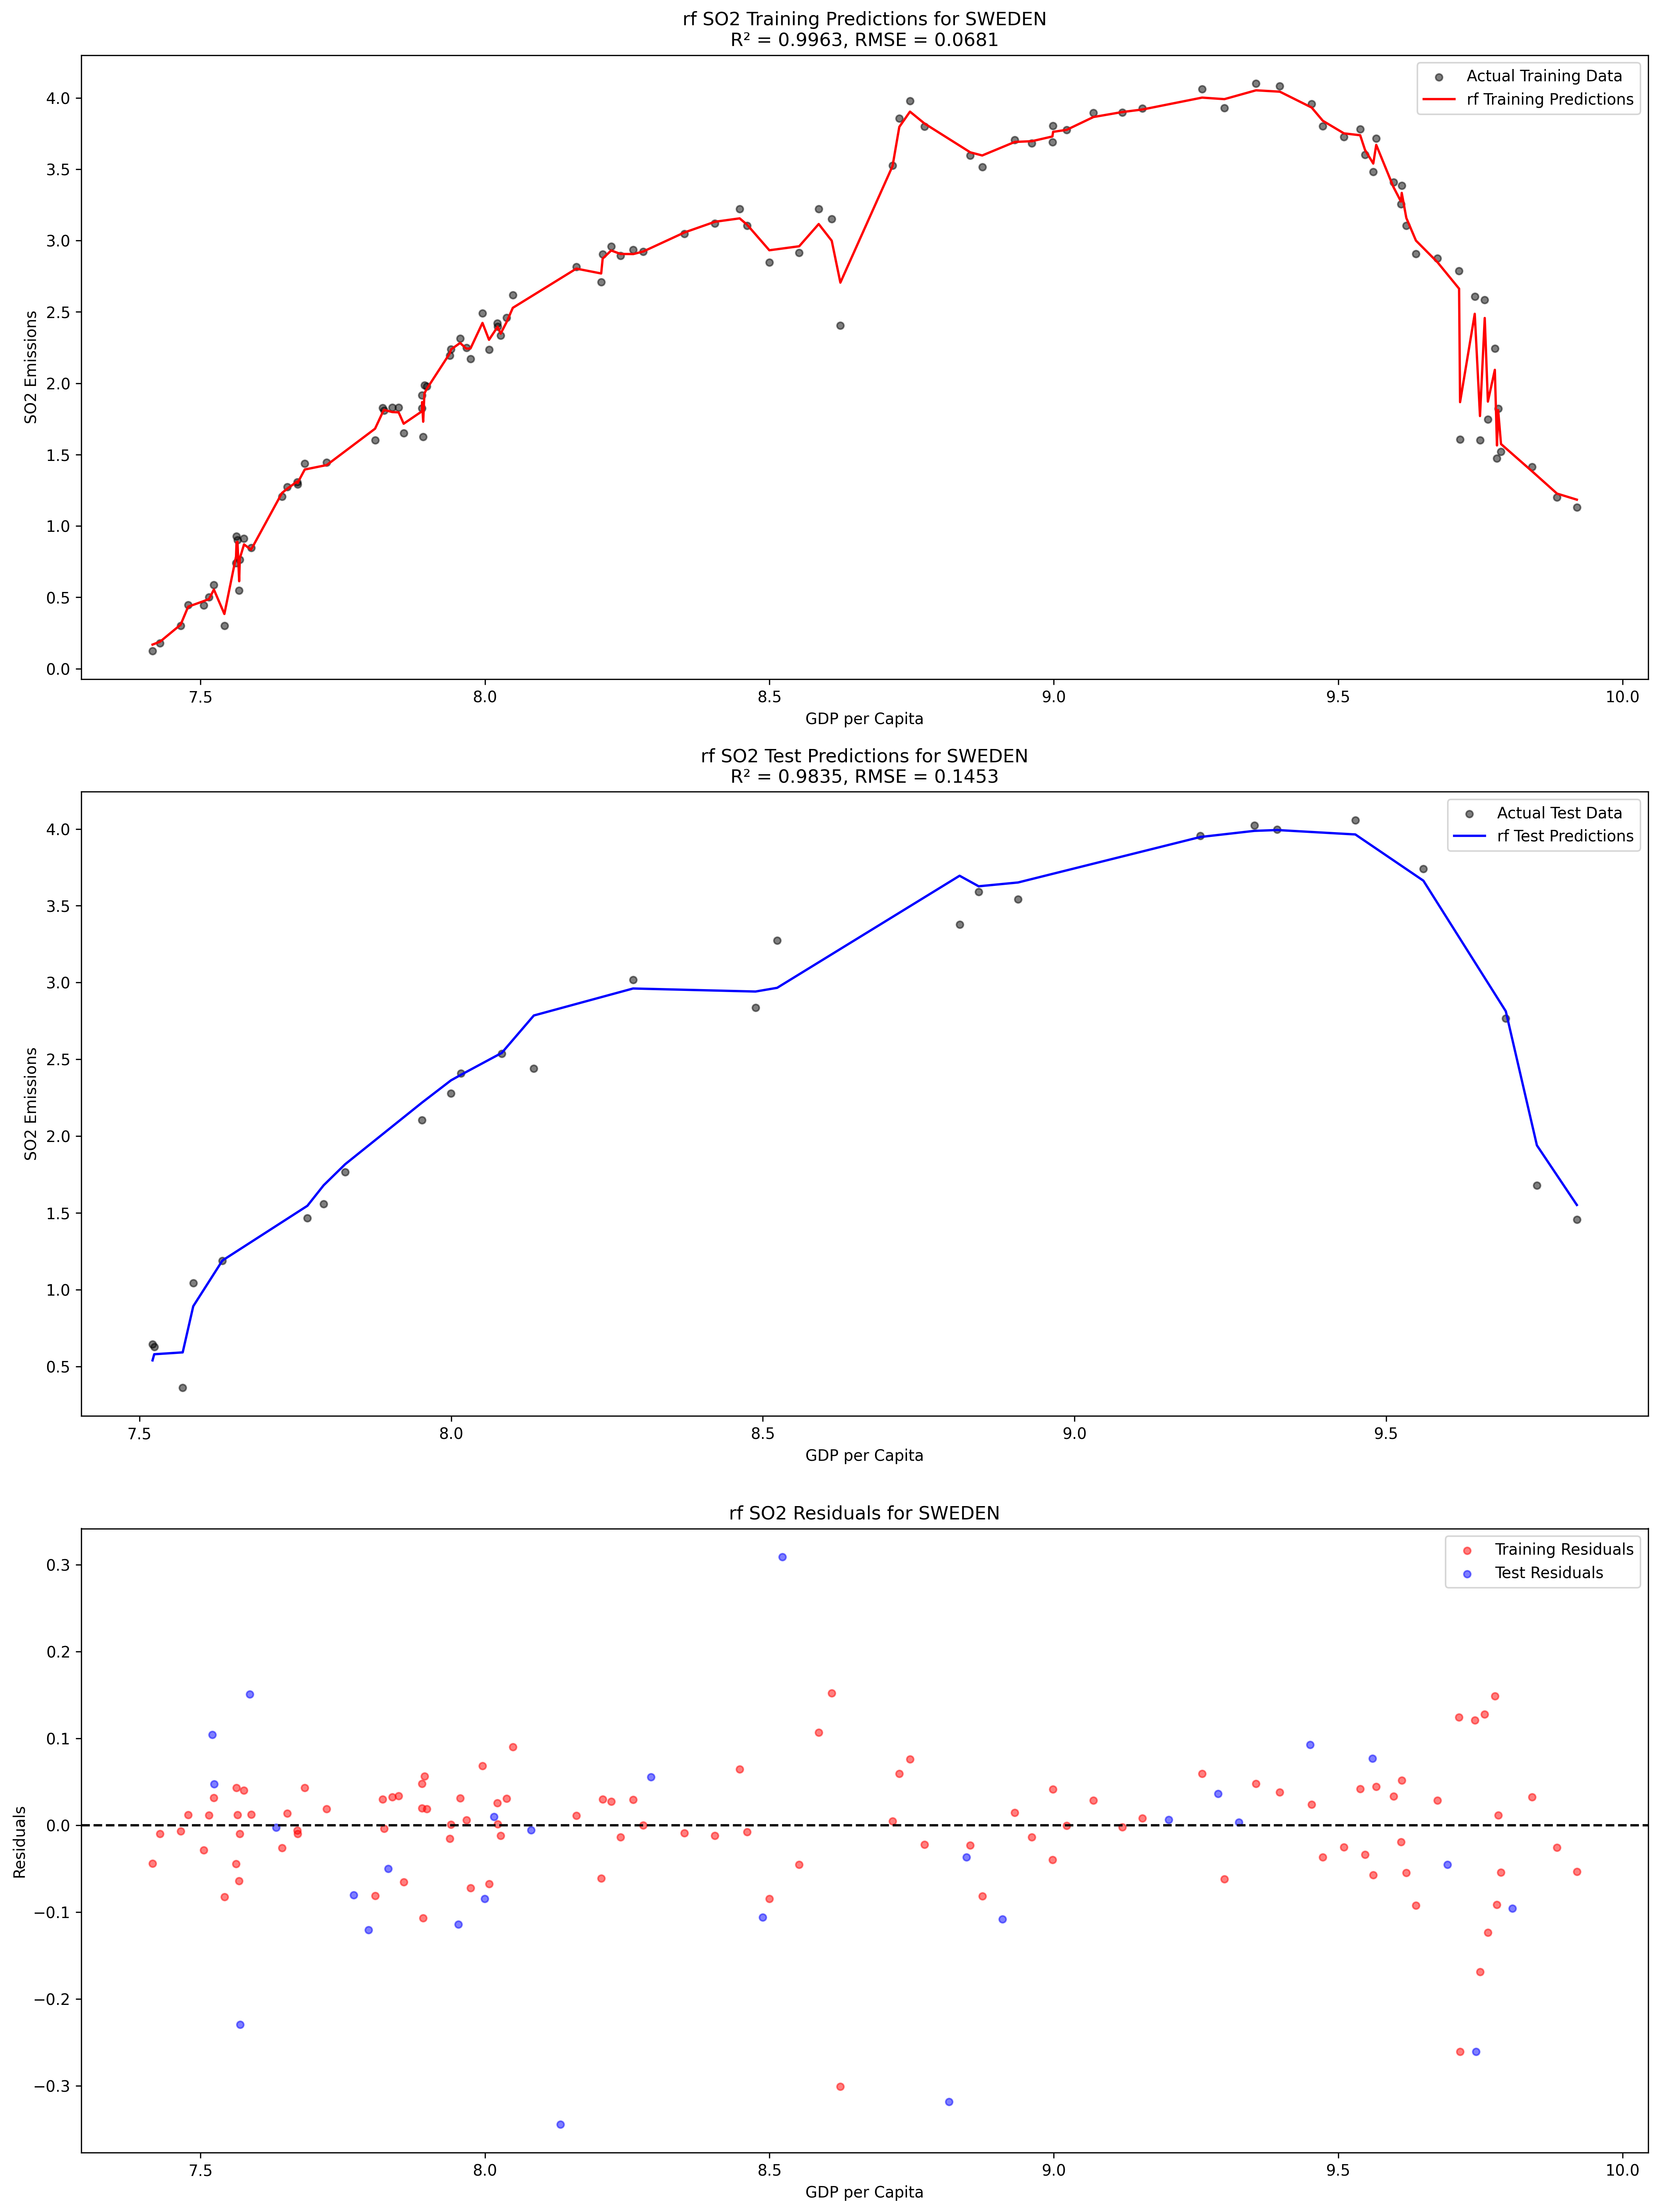 rf SO2 Training Predictions for SWEDEN
R² = 0.9963, RMSE = 0.0681
Actual Training Data
rf Training Predictions
SO2 Emissions
4.0
3.5
3.0
2.5
2.0
1.5
1.0
0.5
0.0
7.5 8.0 8.5 9.0 9.5 10.0
GDP per Capita
rf SO2 Test Predictions for SWEDEN
R² = 0.9835, RMSE = 0.1453
Actual Test Data
rf Test Predictions
SO2 Emissions
4.0
3.5
3.0
2.5
2.0
1.5
1.0
0.5
7.5 8.0 8.5 9.0 9.5
GDP per Capita
rf SO2 Residuals for SWEDEN
Training Residuals
Test Residuals
Residuals
0.3
0.2
0.1
0.0
−0.1
−0.2
−0.3
7.5 8.0 8.5 9.0 9.5 10.0
GDP per Capita